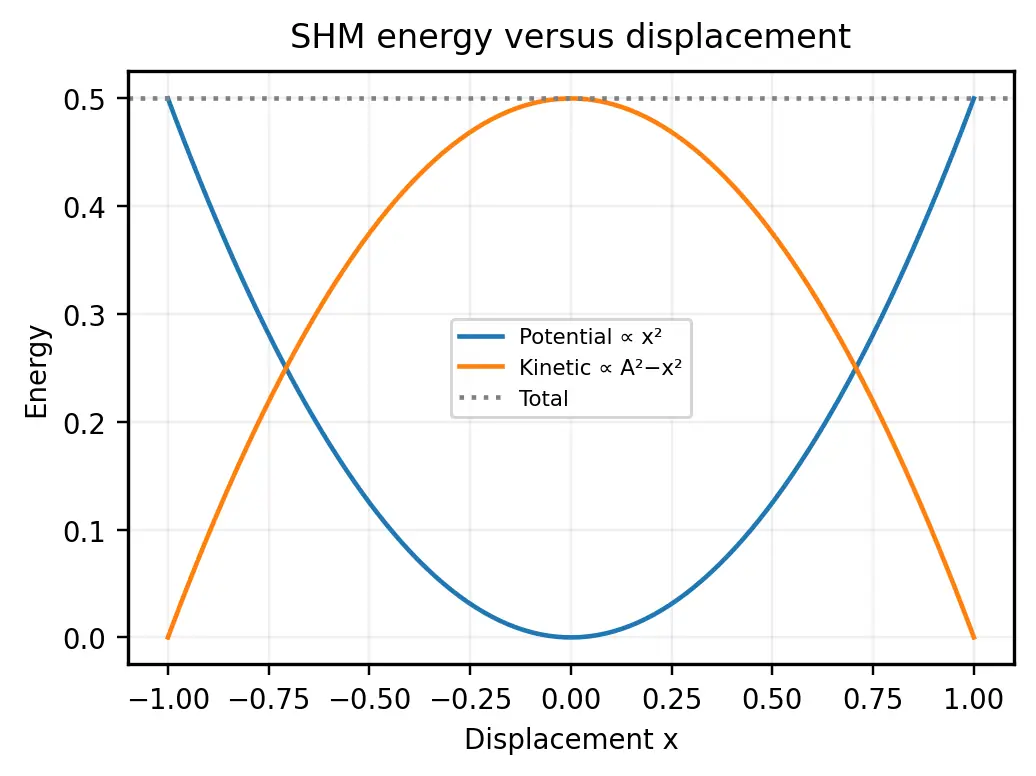 SHM energy versus displacement
0.5
0.4
0.3
0.2
0.1
0.0
Energy
Potential ∝ x²
Kinetic ∝ A²−x²
Total
−1.00 −0.75 −0.50 −0.25 0.00 0.25 0.50 0.75 1.00
Displacement x